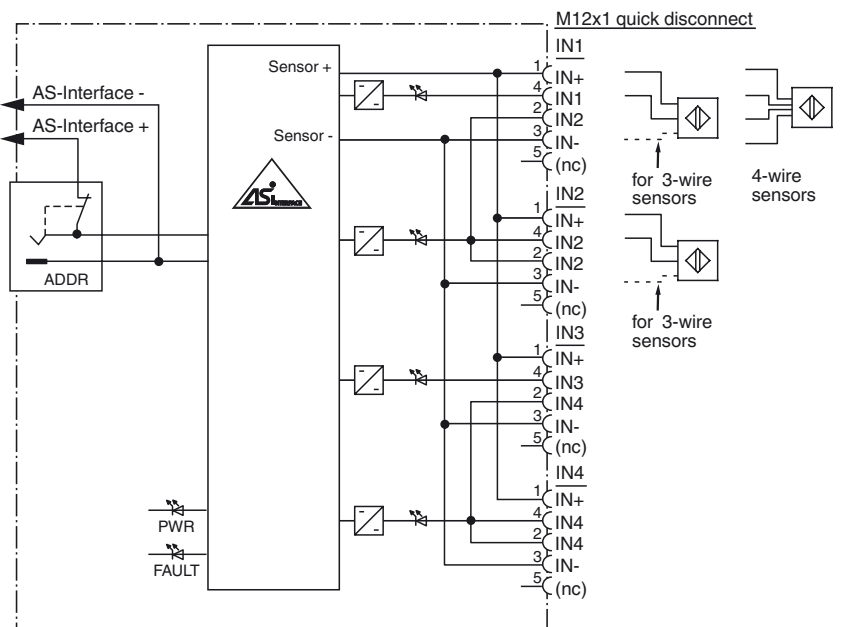 M12x1 quick disconnect
AS-Interface -
AS-Interface +
ADDR
Sensor +
Sensor -
ASi
INTERFACE
PWR
FAULT
IN1
1 IN+
4 IN1
2 IN2
3 IN-
5 (nc)
IN2
1 IN+
4 IN2
2 IN2
3 IN-
5 (nc)
IN3
1 IN+
4 IN3
2 IN4
3 IN-
5 (nc)
IN4
1 IN+
4 IN4
2 IN4
3 IN-
5 (nc)
for 3-wire
sensors
4-wire
sensors
for 3-wire
sensors